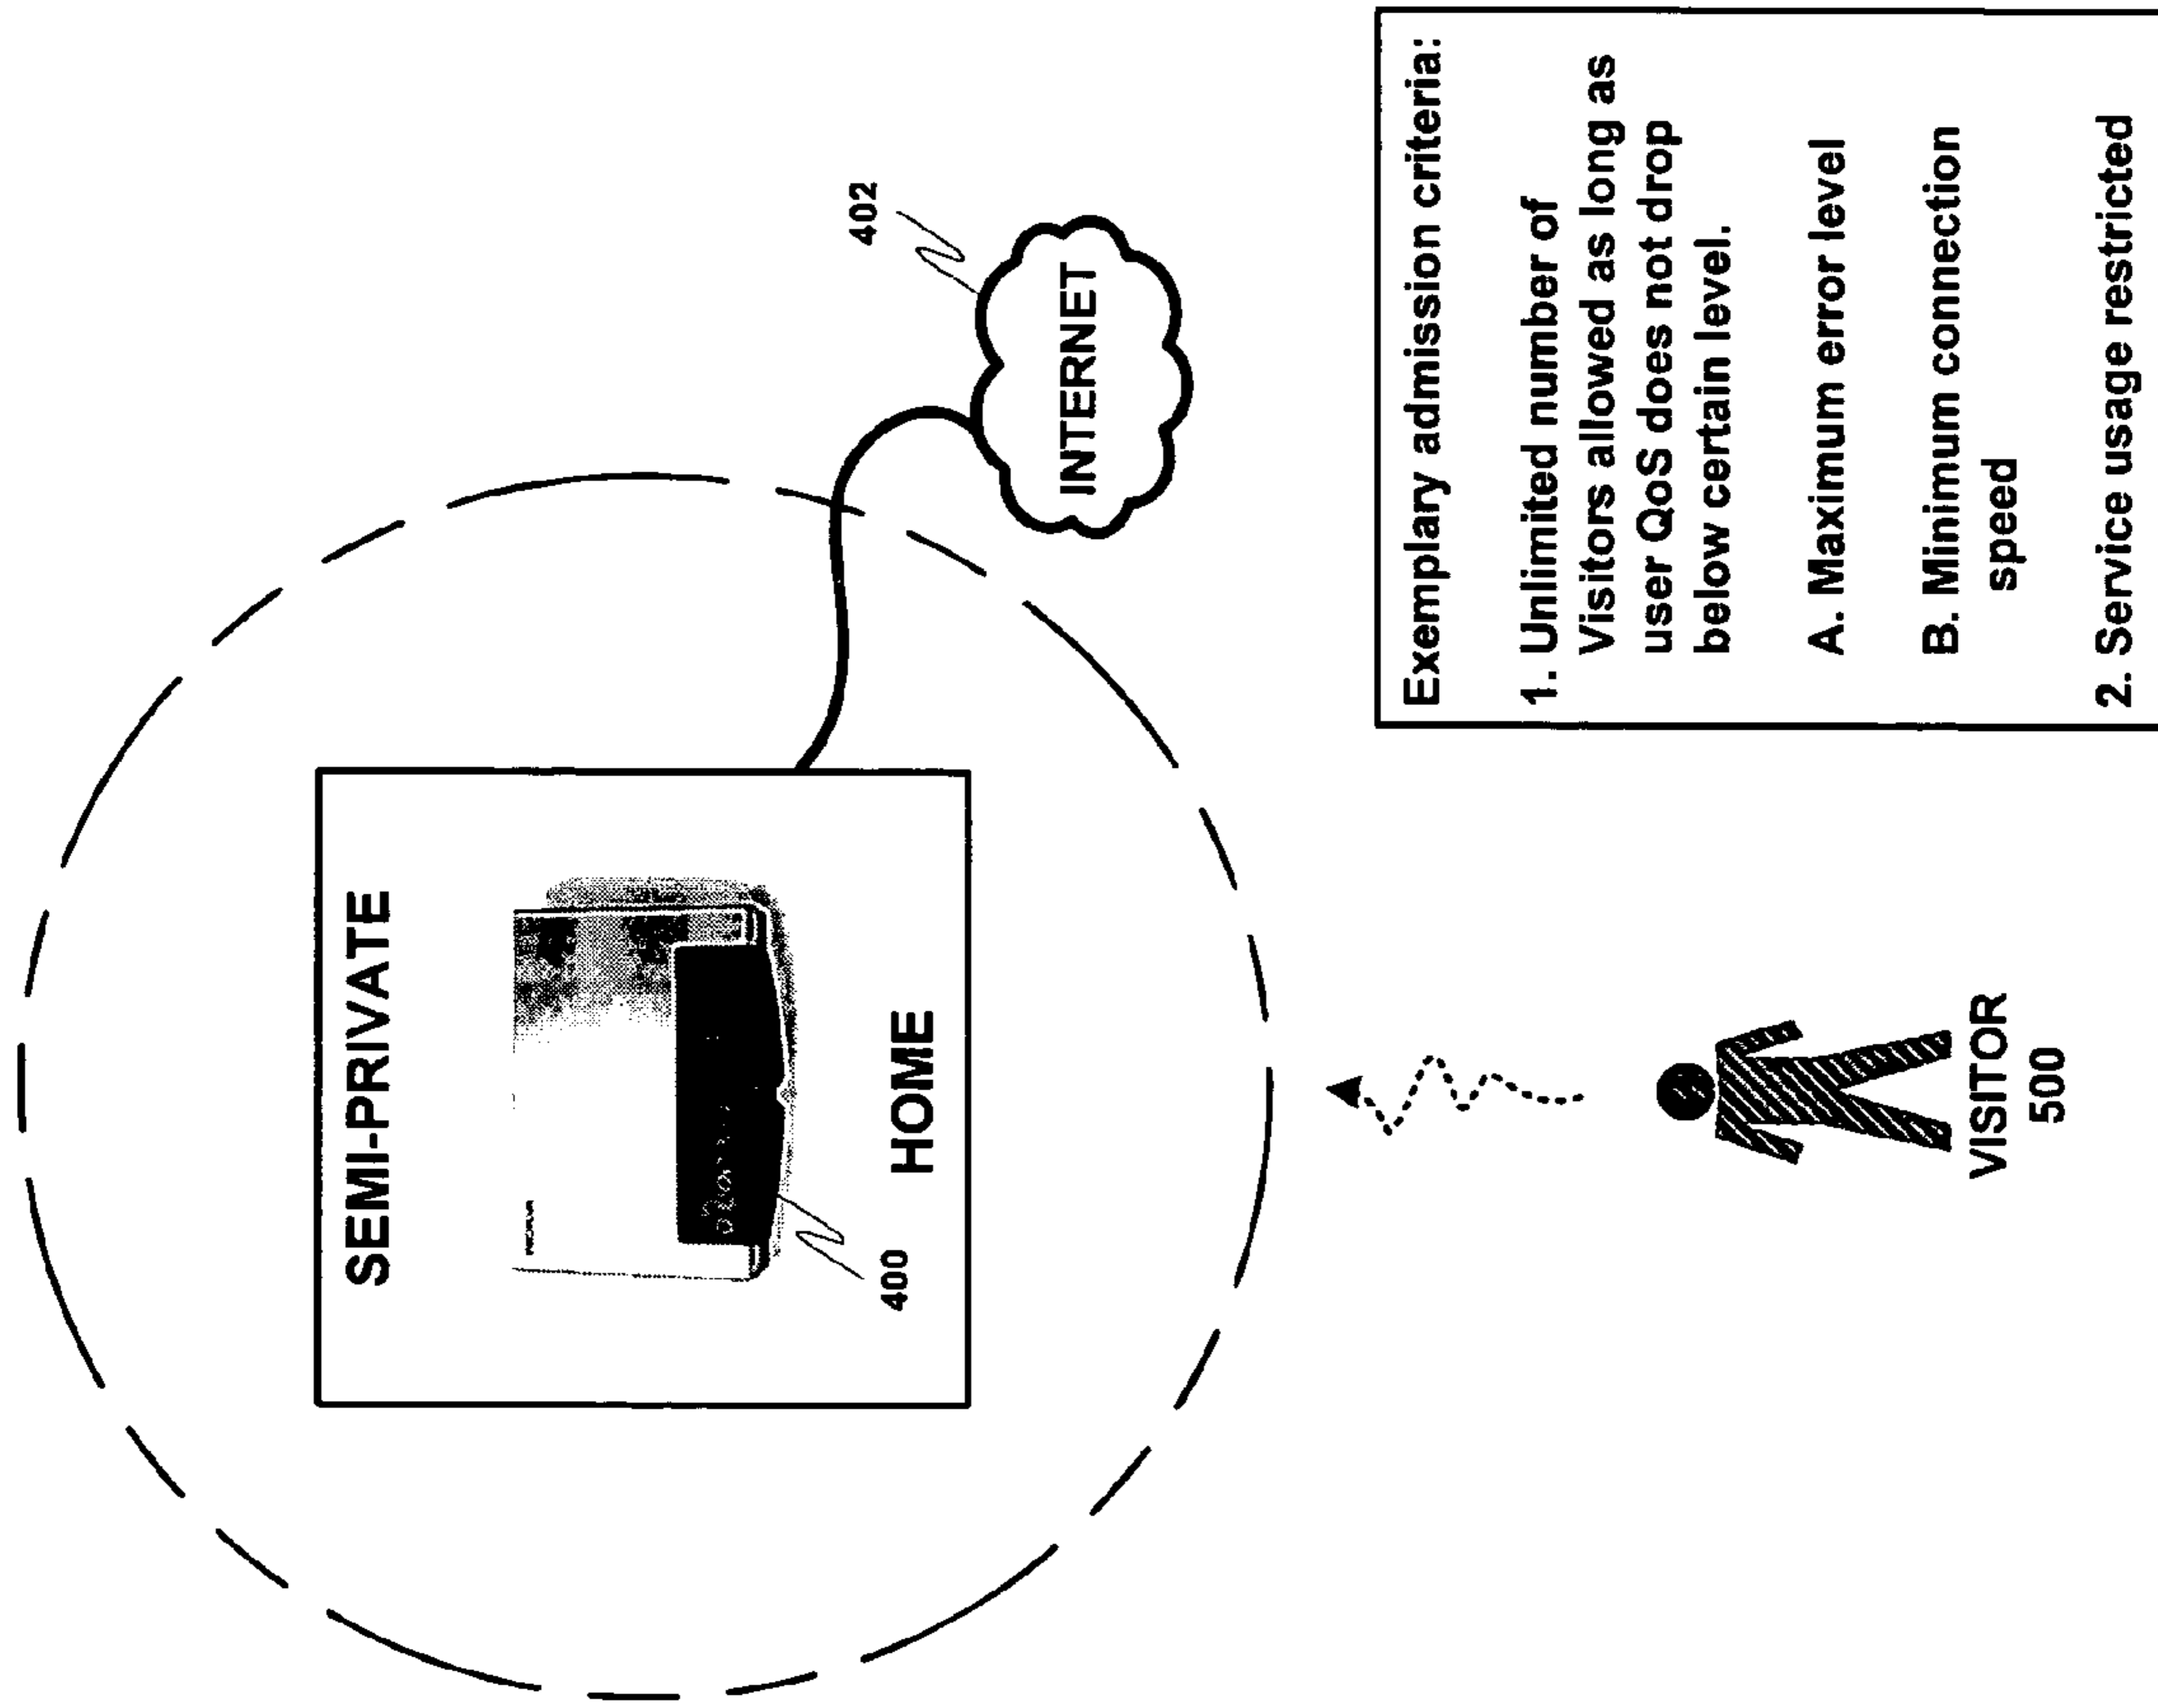 SEMI-PRIVATE
HOME
400
402
INTERNET
VISITOR
500
Exemplary admission criteria:
1. Unlimited number of
Visitors allowed as long as
user QoS does not drop
below certain level.
A. Maximum error level
B. Minimum connection
speed
2. Service usage restricted